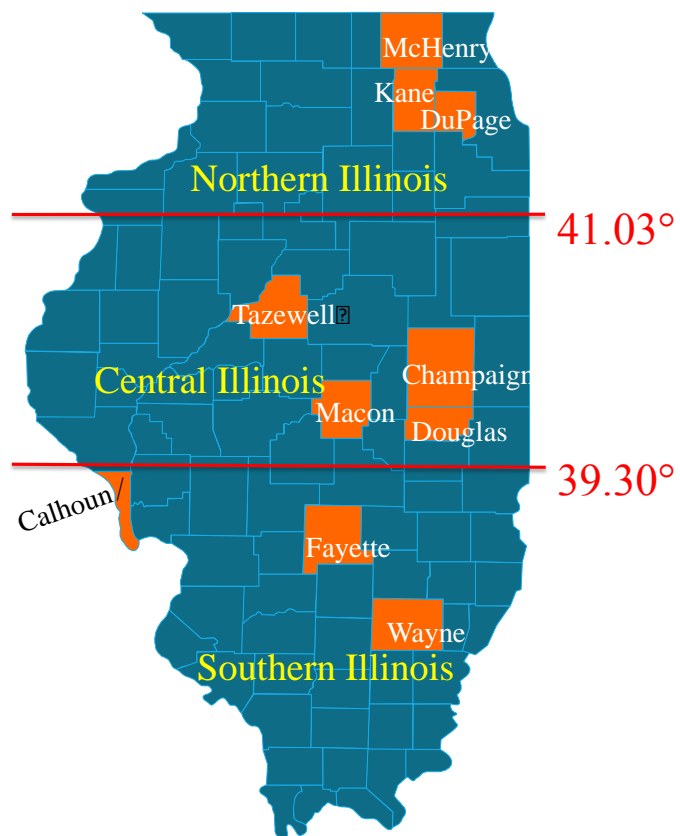 McHenry
Kane
DuPage
Northern Illinois
41.03°
Tazewell⍰
Central Illinois
Champaign
Macon
Douglas
39.30°
Calhoun/
Fayette
Wayne
Southern Illinois